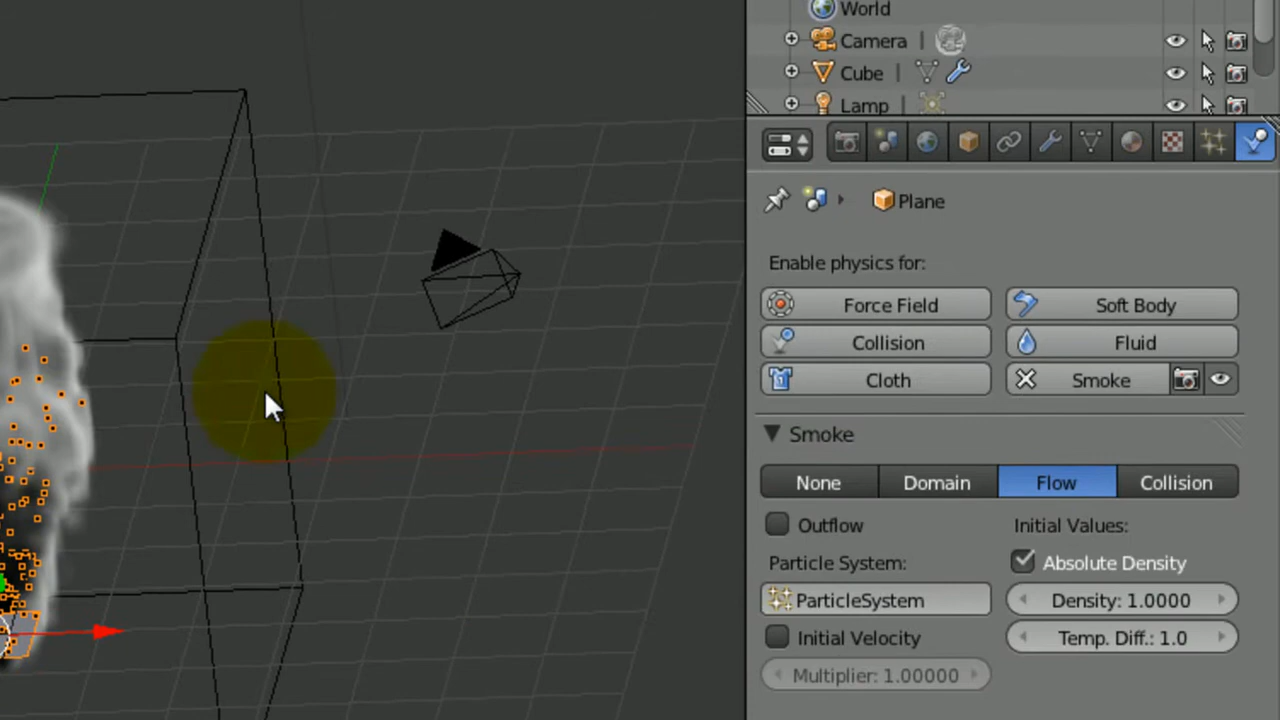 World
Camera
Cube
Lamp
Plane
Enable physics for:
Force Field
Soft Body
Collision
Fluid
Cloth
Smoke
Smoke
None
Domain
Flow
Collision
Outflow
Initial Values:
Particle System:
Absolute Density
ParticleSystem
Density: 1.0000
Initial Velocity
Temp. Diff.: 1.0
Multiplier: 1.00000